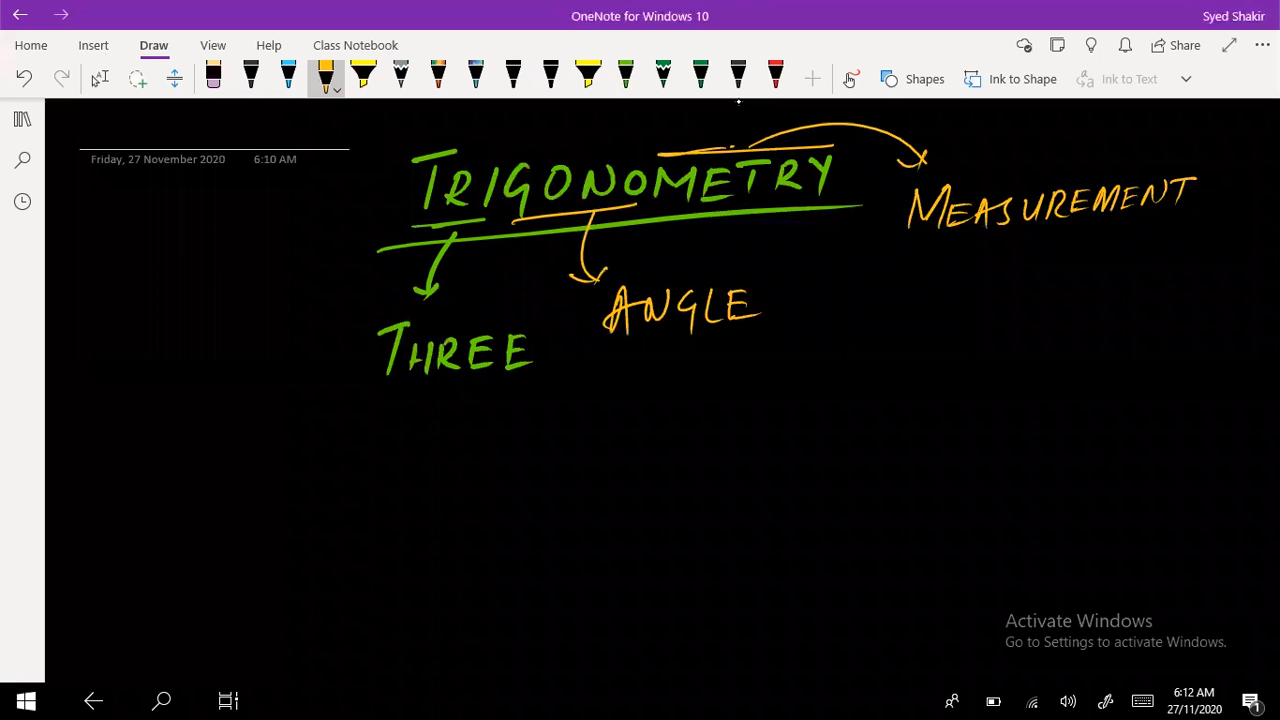 OneNote for Windows 10
Syed Shakir
Home Insert Draw View Help Class Notebook Share
Shapes Ink to Shape Ink to Text
Friday, 27 November 2020 6:10 AM
TRIGONOMETRY
MEASUREMENT
ANGLE
THREE
Activate Windows
Go to Settings to activate Windows.
6:12 AM
27/11/2020
1